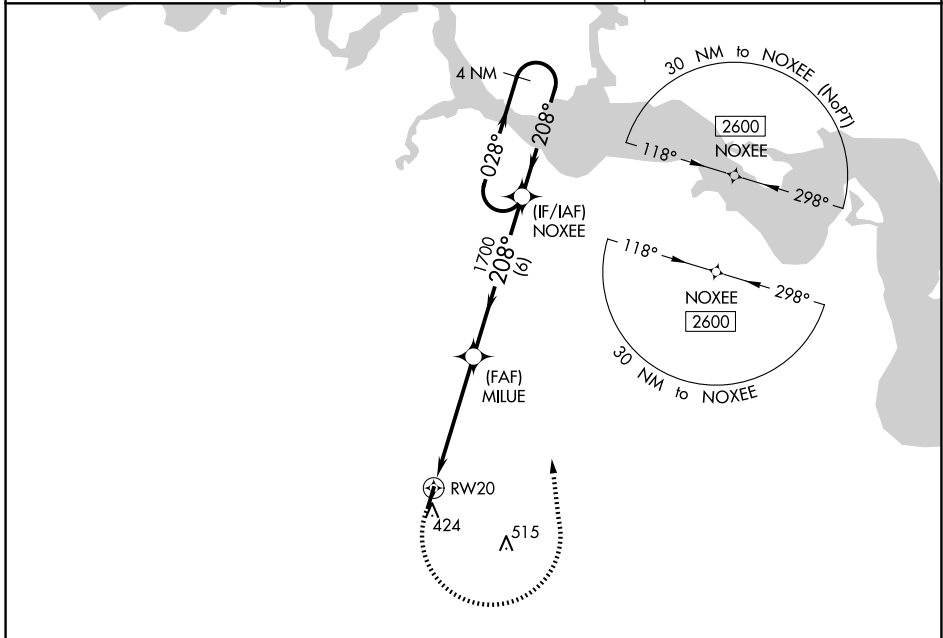 4 NM
208°
028°
(IF/IAF)
NOXEE
1700
208°
(6)
(FAF)
MILUE
RW20
424
515
30 NM to NOXEE (NoPT)
2600
NOXEE
118°
298°
118°
298°
NOXEE
2600
30 NM to NOXEE